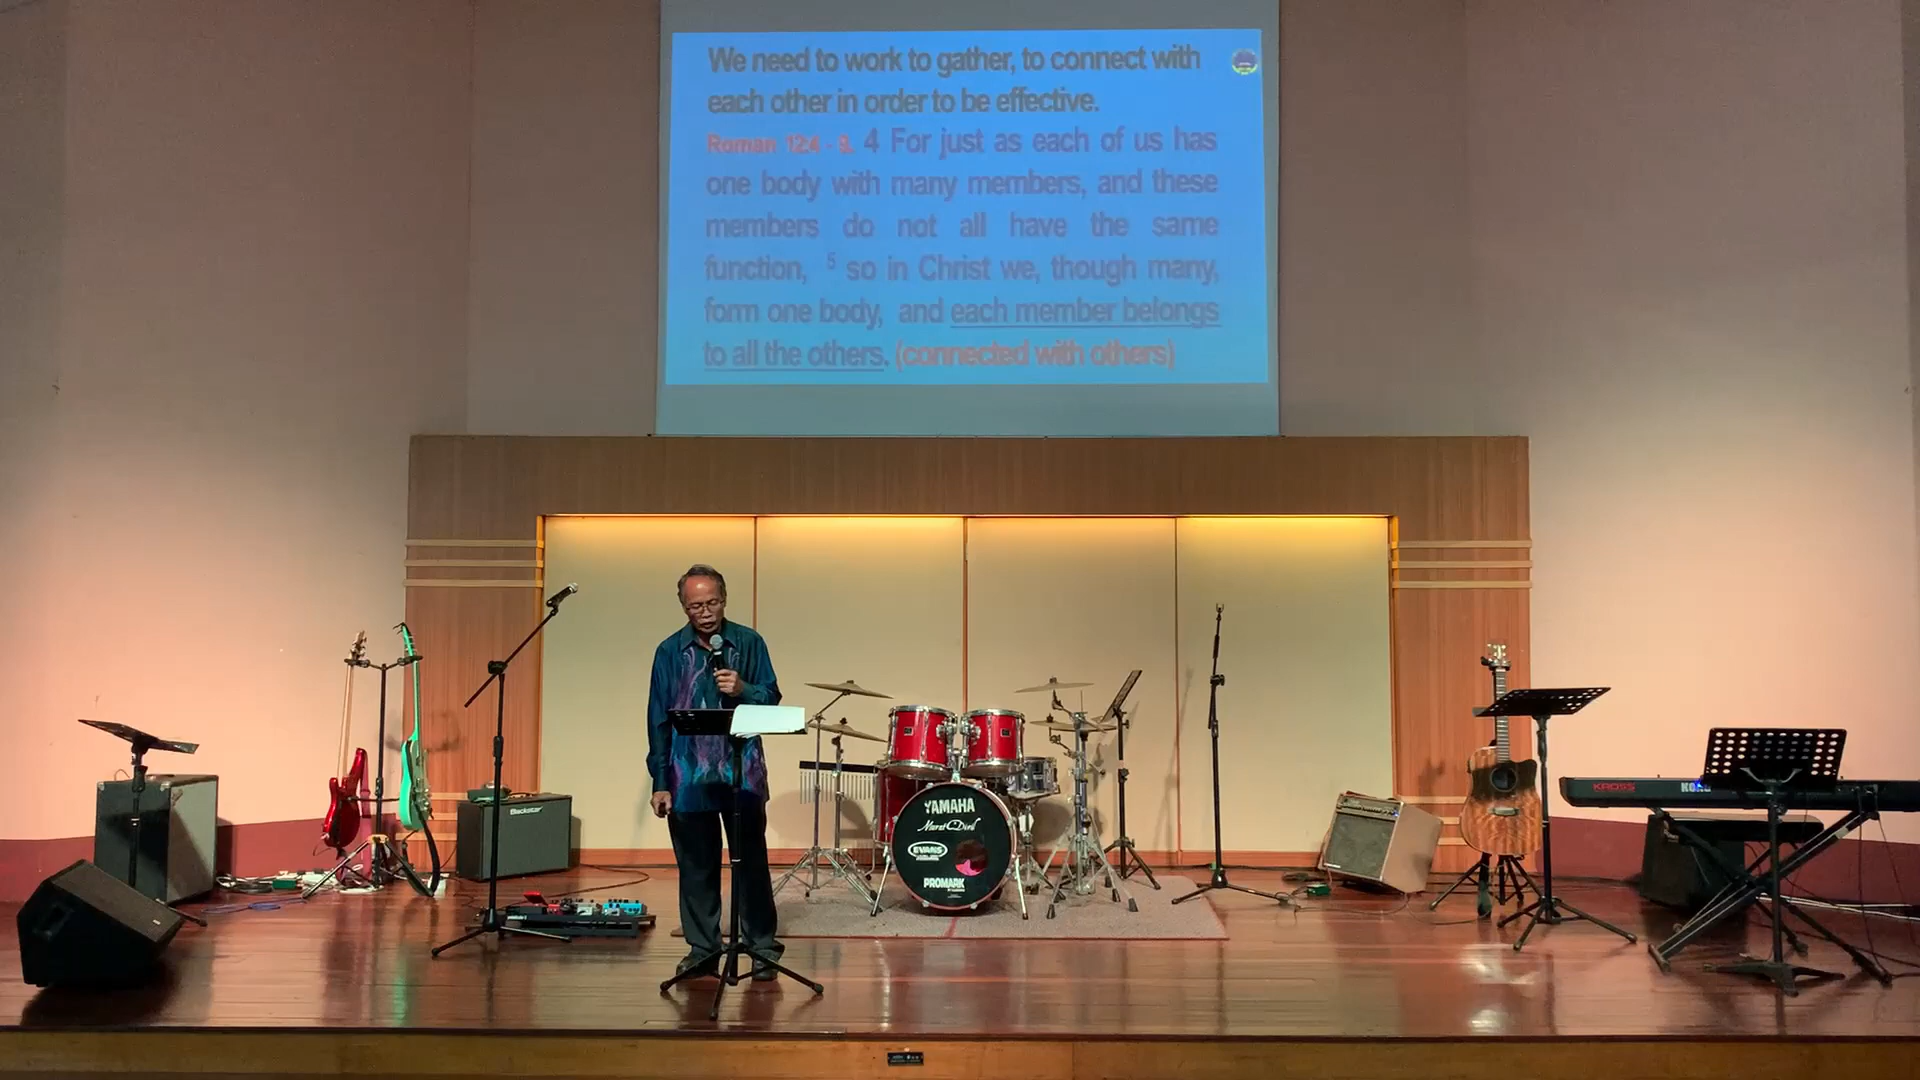 We need to work to gather, to connect with
each other in order to be effective.
Roman 12:4 - 5, 4 For just as each of us has
one body with many members, and these
members do not all have the same
function, 5 so in Christ we, though many,
form one body, and each member belongs
to all the others. (connected with others)
Blackstar
YAMAHA
EVANS
PROMARK
KROSS
KORG